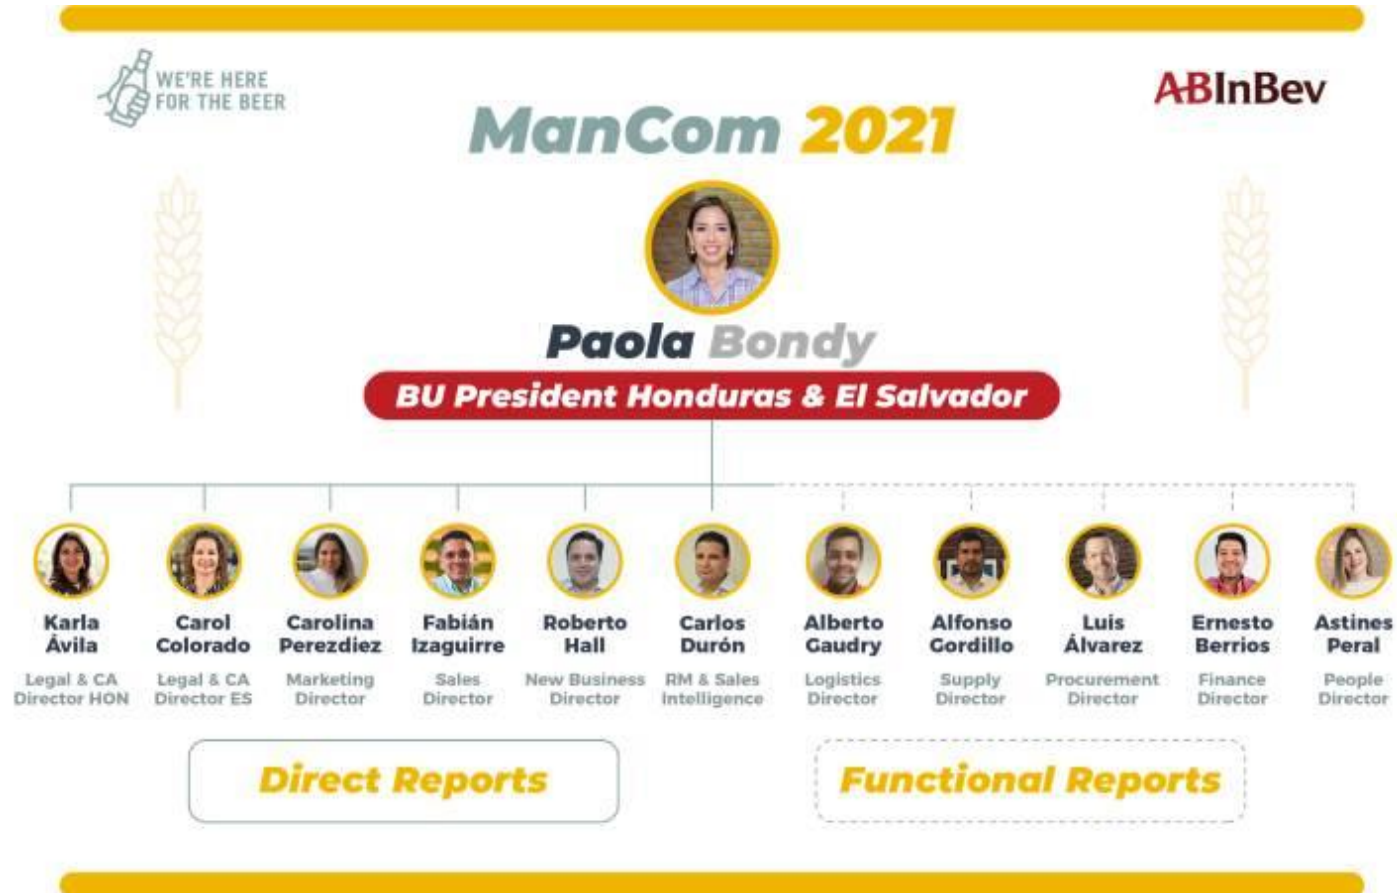 WE'RE HERE
FOR THE BEER
ABInBev
ManCom 2021
Paola Bondy
BU President Honduras & El Salvador
Karla
Ávila
Legal & CA
Director HON
Carol
Colorado
Legal & CA
Director ES
Carolina
Perezdiez
Marketing
Director
Fabián
Izaguirre
Sales
Director
Roberto
Hall
New Business
Director
Carlos
Durón
RM & Sales
Intelligence
Alberto
Gaudry
Logistics
Director
Alfonso
Gordillo
Supply
Director
Luis
Álvarez
Procurement
Director
Ernesto
Berrios
Finance
Director
Astines
Peral
People
Director
Direct Reports
Functional Reports